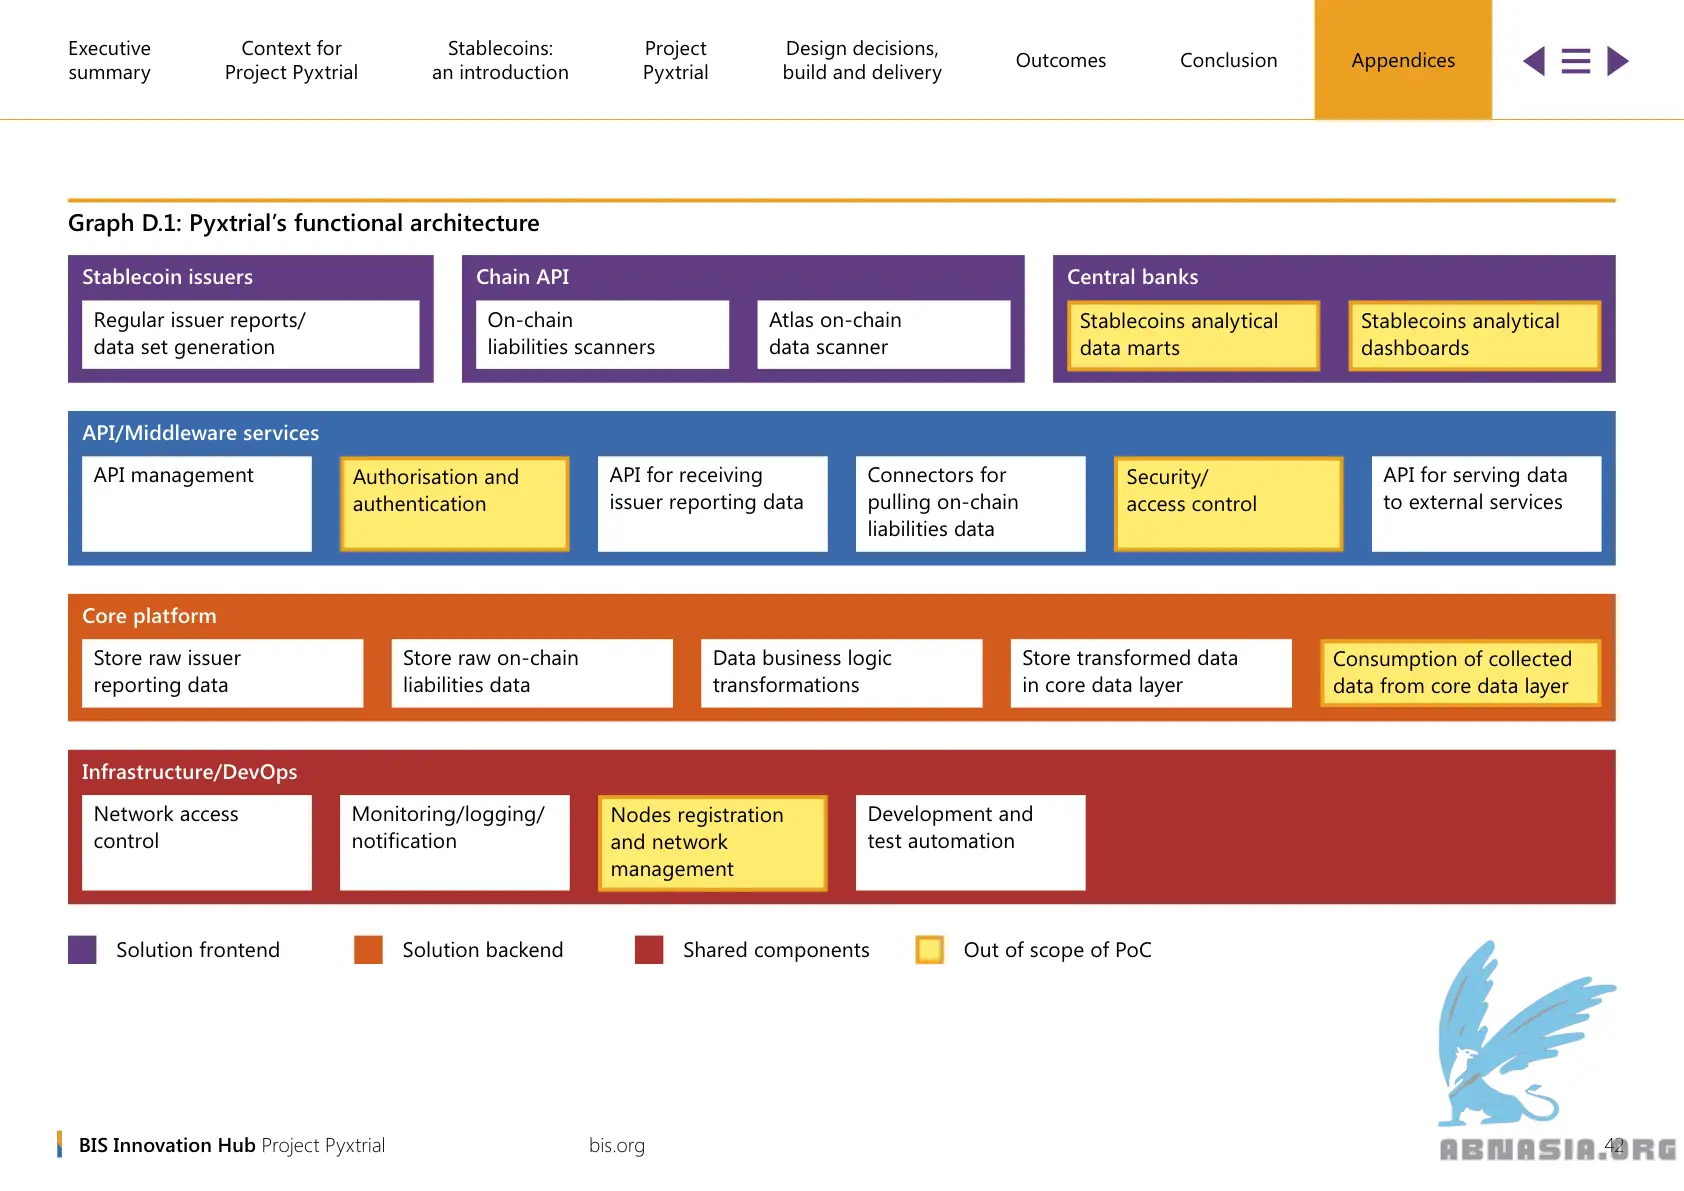 Executive
summary
Context for
Project Pyxtrial
Stablecoins:
an introduction
Project
Pyxtrial
Design decisions,
build and delivery
Outcomes
Conclusion
Appendices
Graph D.1: Pyxtrial’s functional architecture
Stablecoin issuers
Regular issuer reports/
data set generation
Chain API
On-chain
liabilities scanners
Atlas on-chain
data scanner
Central banks
Stablecoins analytical
data marts
Stablecoins analytical
dashboards
API/Middleware services
API management
Authorisation and
authentication
API for receiving
issuer reporting data
Connectors for
pulling on-chain
liabilities data
Security/
access control
API for serving data
to external services
Core platform
Store raw issuer
reporting data
Store raw on-chain
liabilities data
Data business logic
transformations
Store transformed data
in core data layer
Consumption of collected
data from core data layer
Infrastructure/DevOps
Network access
control
Monitoring/logging/
notification
Nodes registration
and network
management
Development and
test automation
Solution frontend
Solution backend
Shared components
Out of scope of PoC
BIS Innovation Hub Project Pyxtrial
bis.org
42
ABNASIA.ORG